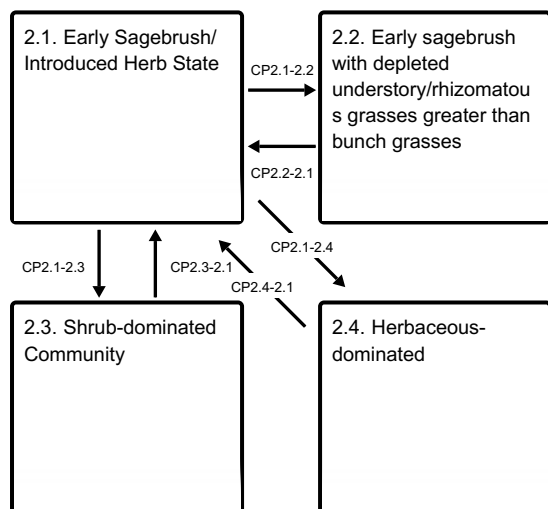 2.1. Early Sagebrush/
Introduced Herb State
CP2.1-2.2
2.2. Early sagebrush
with depleted
understory/rhizomatou
s grasses greater than
bunch grasses
CP2.2-2.1
CP2.1-2.3
CP2.3-2.1
CP2.1-2.4
CP2.4-2.1
2.3. Shrub-dominated
Community
2.4. Herbaceous-
dominated